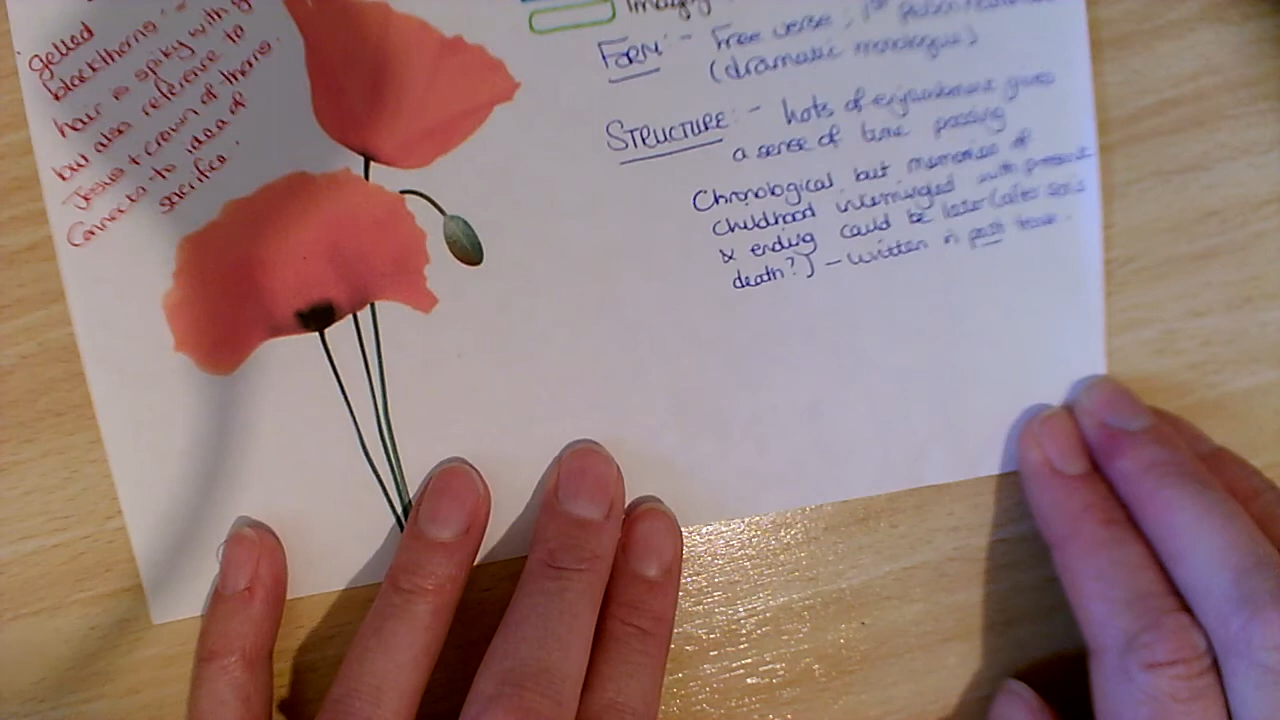 gelled
blackthorns' -
hair is spiky with g
but also reference to
Jesus + crown of thorns.
Connects to idea of
sacrifice.
Imagery
FORM:- Free verse, 1st person
(dramatic monologue)
STRUCTURE:- Lots of enjambment gives
a sense of time passing
Chronological but memories of
childhood intermingled with present
& ending could be later (after son's
death?) - written in past tense.